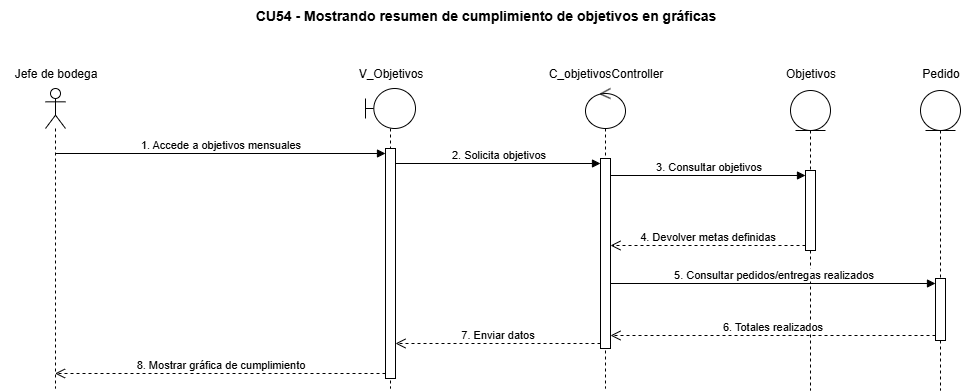 CU54 - Mostrando resumen de cumplimiento de objetivos en gráficas
Jefe de bodega
V_Objetivos
C_objetivosController
Objetivos
Pedido
1. Accede a objetivos mensuales
2. Solicita objetivos
3. Consultar objetivos
4. Devolver metas definidas
5. Consultar pedidos/entregas realizados
6. Totales realizados
7. Enviar datos
8. Mostrar gráfica de cumplimiento